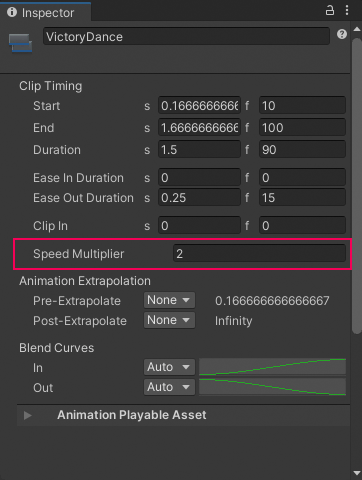 Inspector
VictoryDance
Clip Timing
Start s 0.1666666666 f 10
End s 1.6666666666 f 100
Duration s 1.5 f 90
Ease In Duration s 0 f 0
Ease Out Duration s 0.25 f 15
Clip In s 0 f 0
Speed Multiplier 2
Animation Extrapolation
Pre-Extrapolate None 0.166666666666667
Post-Extrapolate None Infinity
Blend Curves
In Auto
Out Auto
Animation Playable Asset